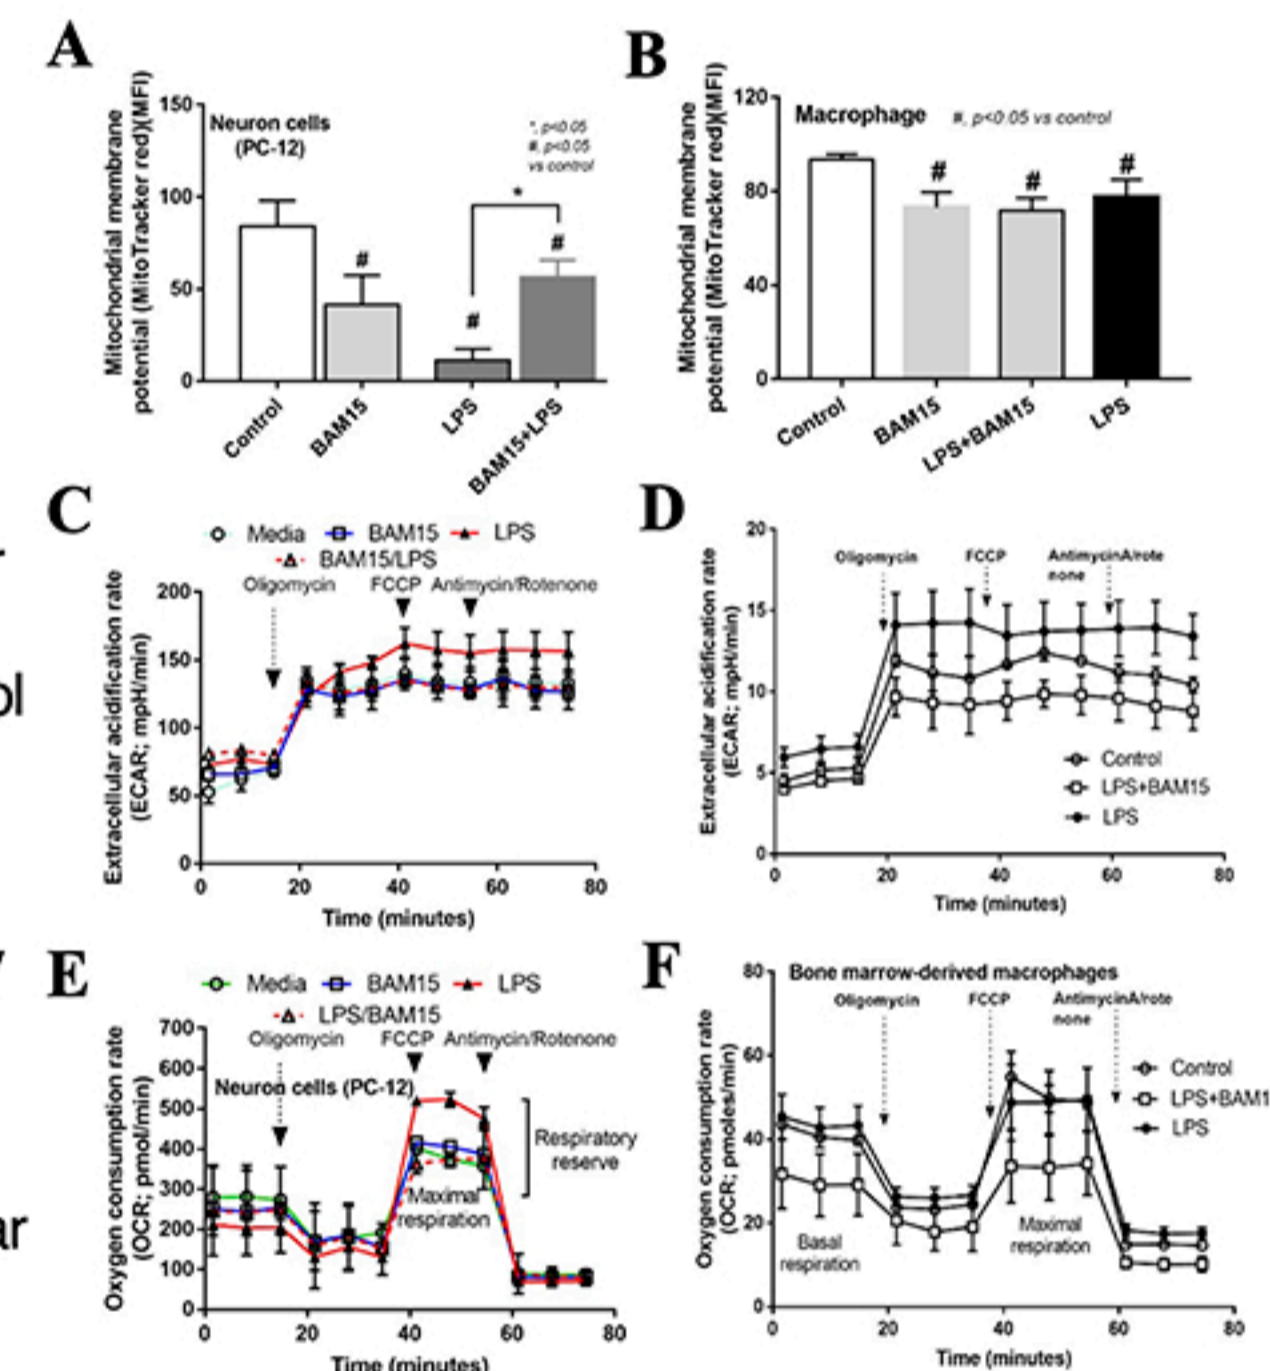 A
Mitochondrial membrane
potential (MitoTracker red)(MFI)
150
100
50
0
Neuron cells
(PC-12)
*, p<0.05
#, p<0.05
vs control
*
#
#
#
Control
BAM15
LPS
BAM15+LPS
B
Mitochondrial membrane
potential (MitoTracker red)(MFI)
120
80
40
0
Macrophage
#, p<0.05 vs control
#
#
#
Control
BAM15
LPS+BAM15
LPS
C
Media
BAM15
LPS
BAM15/LPS
Oligomycin
FCCP
Antimycin/Rotenone
Extracellular acidification rate
(ECAR; mpH/min)
200
150
100
50
0
0
20
40
60
80
Time (minutes)
D
Extracellular acidification rate
(ECAR; mpH/min)
20
15
10
5
0
Oligomycin
FCCP
AntimycinA/rote
none
Control
LPS+BAM15
LPS
0
20
40
60
80
Time (minutes)
ol
E
Media
BAM15
LPS
LPS/BAM15
Oligomycin
FCCP
Antimycin/Rotenone
Oxygen consumption rate
(OCR; pmol/min)
700
600
500
400
300
200
100
0
Neuron cells (PC-12)
Respiratory
reserve
Maximal
respiration
0
20
40
60
80
Time (minutes)
ar
F
Bone marrow-derived macrophages
Oxygen consumption rate
(OCR; pmoles/min)
80
60
40
20
0
Oligomycin
FCCP
AntimycinA/rote
none
Control
LPS+BAM1
LPS
Basal
respiration
Maximal
respiration
0
20
40
60
80
Time (minutes)